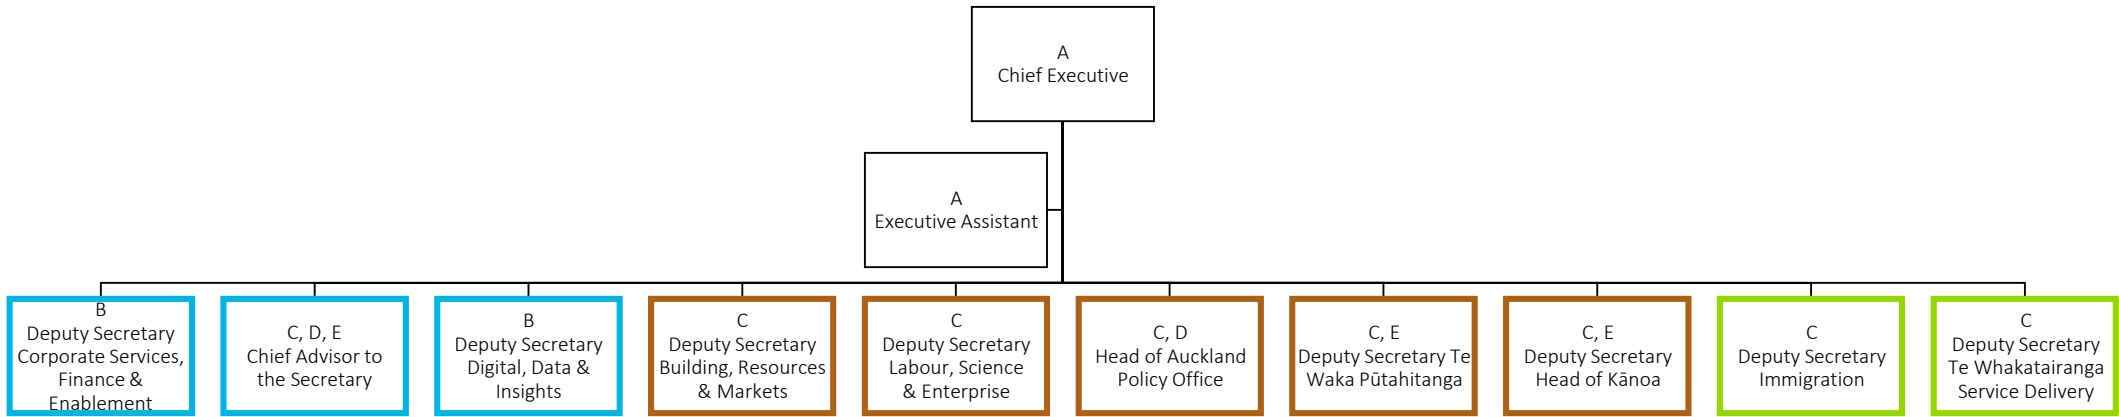 A
Chief Executive
A
Executive Assistant
B
Deputy Secretary
Corporate Services,
Finance &
Enablement
C, D, E
Chief Advisor to
the Secretary
B
Deputy Secretary
Digital, Data &
Insights
C
Deputy Secretary
Building, Resources
& Markets
C
Deputy Secretary
Labour, Science
& Enterprise
C, D
Head of Auckland
Policy Office
C, E
Deputy Secretary Te
Waka Pūtahitanga
C, E
Deputy Secretary
Head of Kānoa
C
Deputy Secretary
Immigration
C
Deputy Secretary
Te Whakatairanga
Service Delivery